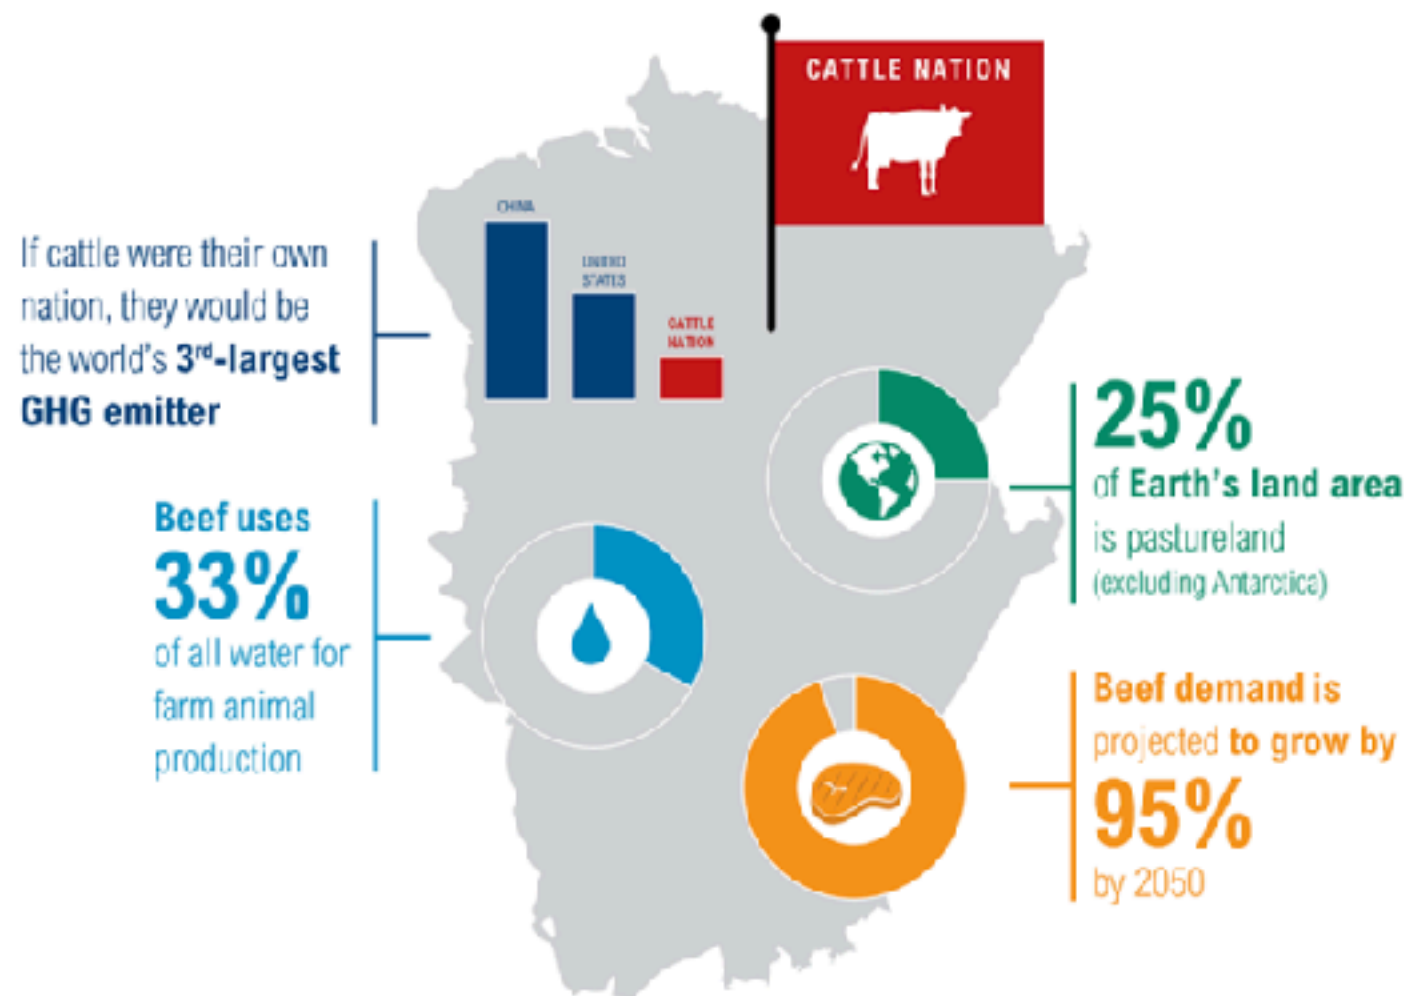 CATTLE NATION
If cattle were their own
nation, they would be
the world's 3rd-largest
GHG emitter
CHINA
UNITED
STATES
CATTLE
NATION
25%
of Earth's land area
is pastureland
(excluding Antarctica)
Beef uses
33%
of all water for
farm animal
production
Beef demand is
projected to grow by
95%
by 2050